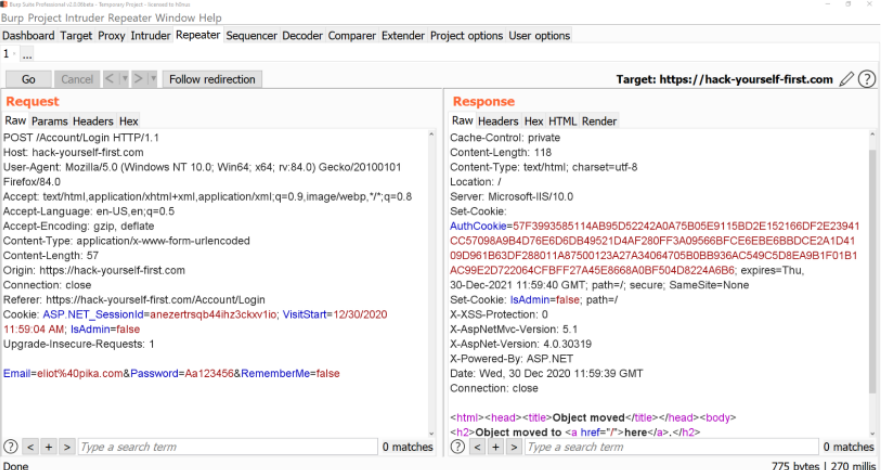 Burp Suite Professional v2.0.09beta - Temporary Project - licensed to
Burp Project Intruder Repeater Window Help
Dashboard Target Proxy Intruder Repeater Sequencer Decoder Comparer Extender Project options User options
1 · ...
Go Cancel < | ▾ > | ▾ Follow redirection Target: https://hack-yourself-first.com ?
Request
Raw Params Headers Hex
POST /Account/Login HTTP/1.1
Host: hack-yourself-first.com
User-Agent: Mozilla/5.0 (Windows NT 10.0; Win64; x64; rv:84.0) Gecko/20100101
Firefox/84.0
Accept: text/html,application/xhtml+xml,application/xml;q=0.9,image/webp,*/*;q=0.8
Accept-Language: en-US,en;q=0.5
Accept-Encoding: gzip, deflate
Content-Type: application/x-www-form-urlencoded
Content-Length: 57
Origin: https://hack-yourself-first.com
Connection: close
Referer: https://hack-yourself-first.com/Account/Login
Cookie: ASP.NET_SessionId=anezertrsqb44ihz3ckxv1io; VisitStart=12/30/2020
11:59:04 AM; IsAdmin=false
Upgrade-Insecure-Requests: 1
Email=eliot%40pika.com&Password=Aa123456&RememberMe=false
? < + > Type a search term 0 matches
Response
Raw Headers Hex HTML Render
Cache-Control: private
Content-Length: 118
Content-Type: text/html; charset=utf-8
Location: /
Server: Microsoft-IIS/10.0
Set-Cookie:
AuthCookie=57F3993585114AB95D52242A0A75B05E9115BD2E152166DF2E23941
CC57098A9B4D76E6D6DB49521D4AF280FF3A09566BFCE6EBE6BBDCE2A1D41
09D961B63DF288011A87500123A27A34064705B0BB936AC549C5D8EA9B1F01B1
AC99E2D722064CFBFF27A45E8668A0BF504D8224A6B6; expires=Thu,
30-Dec-2021 11:59:40 GMT; path=/; secure; SameSite=None
Set-Cookie: IsAdmin=false; path=/
X-XSS-Protection: 0
X-AspNetMvc-Version: 5.1
X-AspNet-Version: 4.0.30319
X-Powered-By: ASP.NET
Date: Wed, 30 Dec 2020 11:59:39 GMT
Connection: close
<html><head><title>Object moved</title></head><body>
<h2>Object moved to <a href="/">here</a>.</h2>
? < + > Type a search term 0 matches
Done 775 bytes | 270 millis